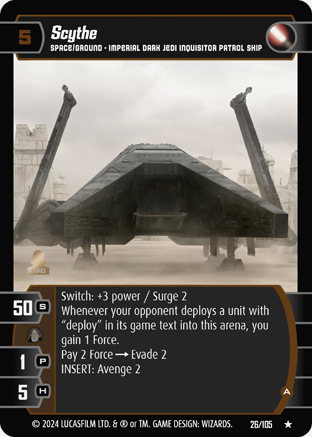 5
Scythe
SPACE/GROUND - IMPERIAL DARK JEDI INQUISITOR PATROL SHIP
50 S
1 P
5 H
Switch: +3 power / Surge 2
Whenever your opponent deploys a unit with
“deploy” in its game text into this arena, you
gain 1 Force.
Pay 2 Force → Evade 2
INSERT: Avenge 2
A
© 2024 LUCASFILM LTD. & ® or TM. GAME DESIGN: WIZARDS. 26/105